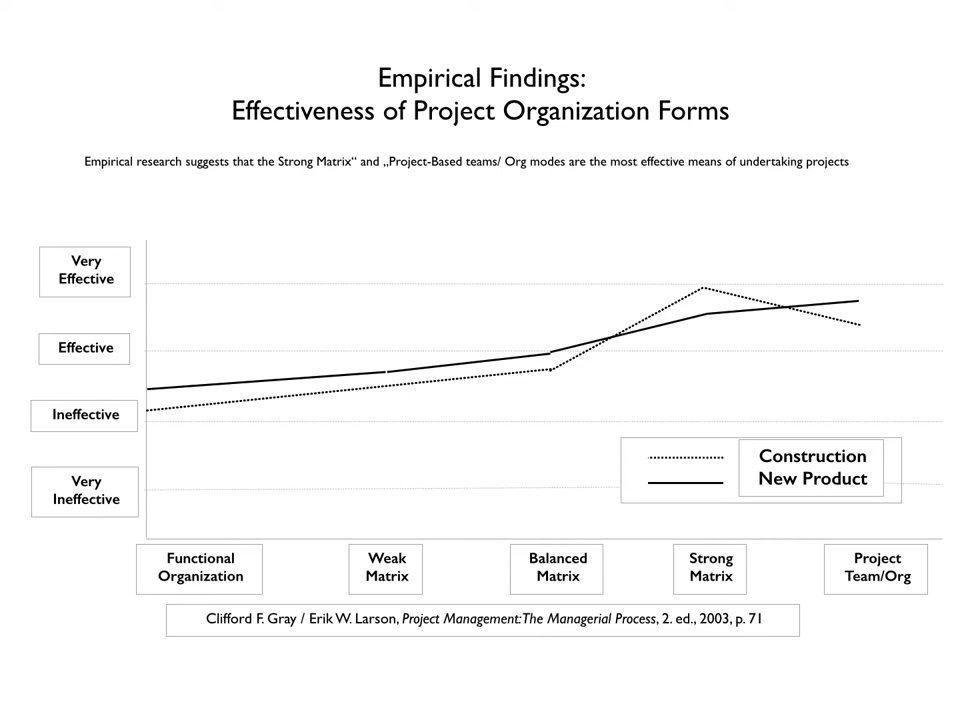 Empirical Findings:
Effectiveness of Project Organization Forms
Empirical research suggests that the Strong Matrix“ and „Project-Based teams/ Org modes are the most effective means of undertaking projects
Very
Effective
Effective
Ineffective
Very
Ineffective
Construction
New Product
Functional
Organization
Weak
Matrix
Balanced
Matrix
Strong
Matrix
Project
Team/Org
Clifford F. Gray / Erik W. Larson, Project Management: The Managerial Process, 2. ed., 2003, p. 71